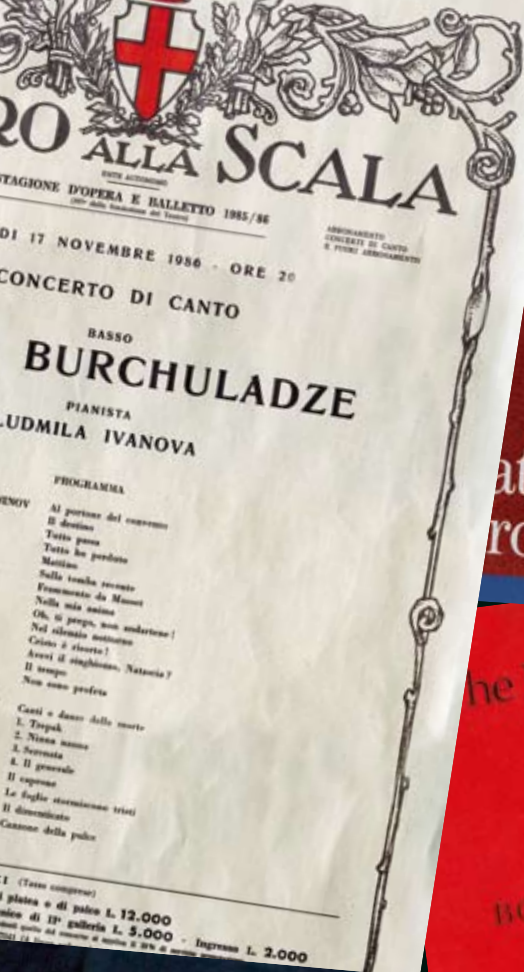 RO ALLA SCALA
ENTE AUTONOMO
STAGIONE D'OPERA E BALLETTO 1985/86
DI 17 NOVEMBRE 1986 - ORE 20
ABBONAMENTO
CONCERTI DI CANTO
E FUORI ABBONAMENTO
CONCERTO DI CANTO
BASSO
BURCHULADZE
PIANISTA
LUDMILA IVANOVA
PROGRAMMA
Al portone del convento
Il destino
Tutto passa
Tutto ho perduto
Mattino
Sulla tomba recente
Frammento da Musset
Nella mia anima
Oh, ti prego, non andartene!
Nel silenzio notturno
Cristo è risorto!
Avevi il singhiozzo, Natascia?
Il tempo
Non sono profeta
Canti e danze della morte
1. Trepak
2. Ninna nanna
3. Serenata
4. Il generale
Il caprone
Le foglie stormiscono tristi
Il dimenticato
Canzone della pulce
(Tasse comprese)
di platea o di palco L. 12.000
di IIª galleria L. 5.000 - Ingresso L. 2.000
at
ro
he